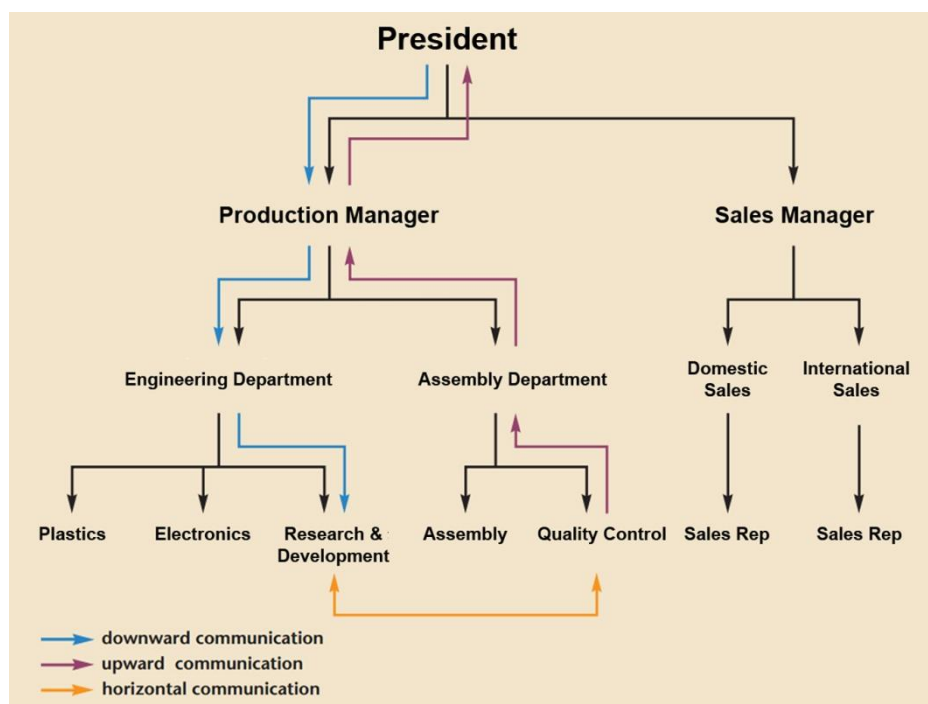 President
Production Manager
Sales Manager
Engineering Department
Assembly Department
Domestic
Sales
International
Sales
Plastics
Electronics
Research &
Development
Assembly
Quality Control
Sales Rep
Sales Rep
downward communication
upward communication
horizontal communication